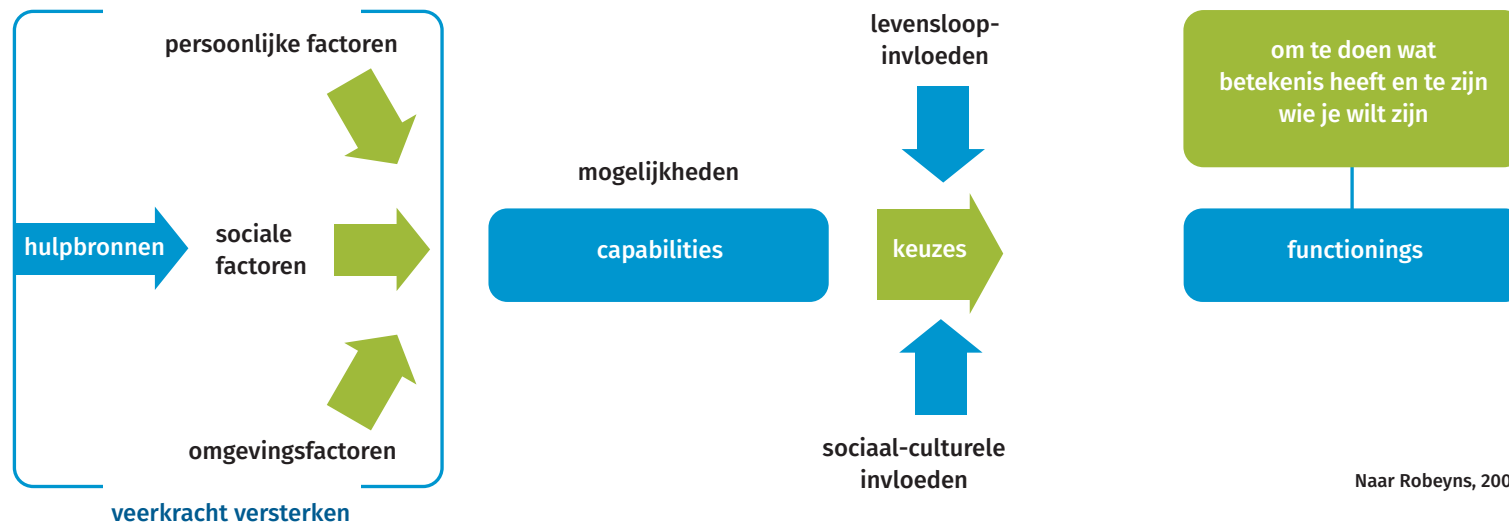 persoonlijke factoren
hulpbronnen
sociale
factoren
omgevingsfactoren
veerkracht versterken
mogelijkheden
capabilities
levensloop-
invloeden
keuzes
sociaal-culturele
invloeden
om te doen wat
betekenis heeft en te zijn
wie je wilt zijn
functionings
Naar Robeyns, 200